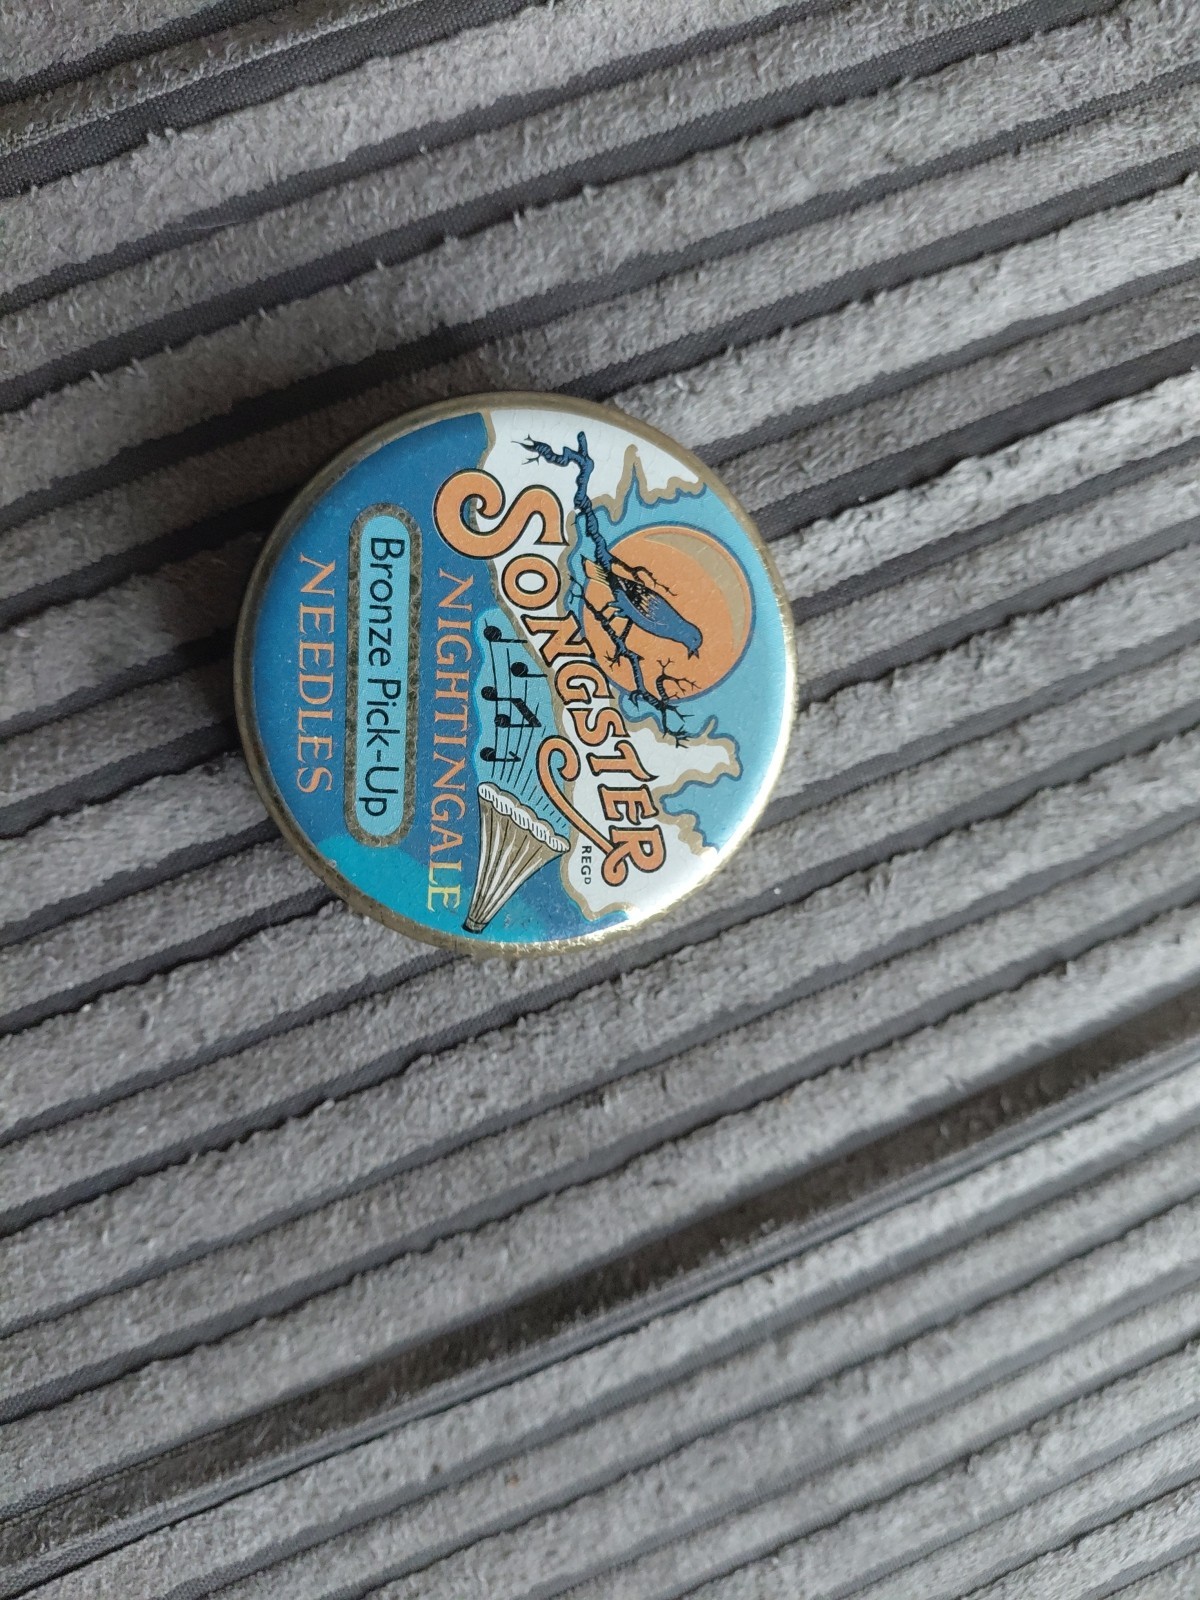 SONGSTER
REGD
NIGHTINGALE
Bronze Pick-Up
NEEDLES